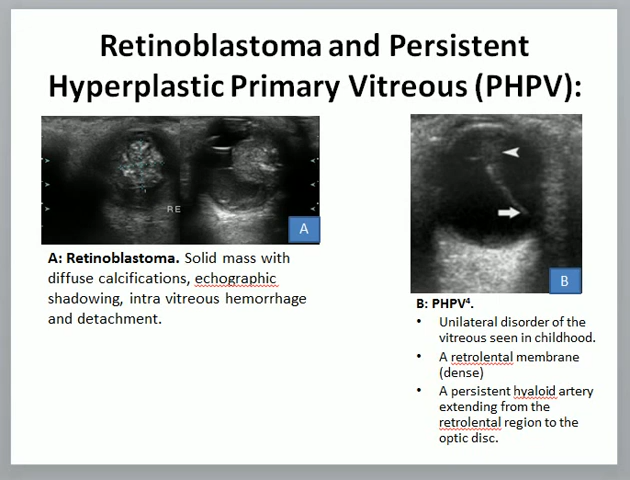 Retinoblastoma and Persistent
Hyperplastic Primary Vitreous (PHPV):
RE
A
A: Retinoblastoma. Solid mass with
diffuse calcifications, echographic
shadowing, intra vitreous hemorrhage
and detachment.
B
B: PHPV⁴.
• Unilateral disorder of the
vitreous seen in childhood.
• A retrolental membrane
(dense)
• A persistent hyaloid artery
extending from the
retrolental region to the
optic disc.